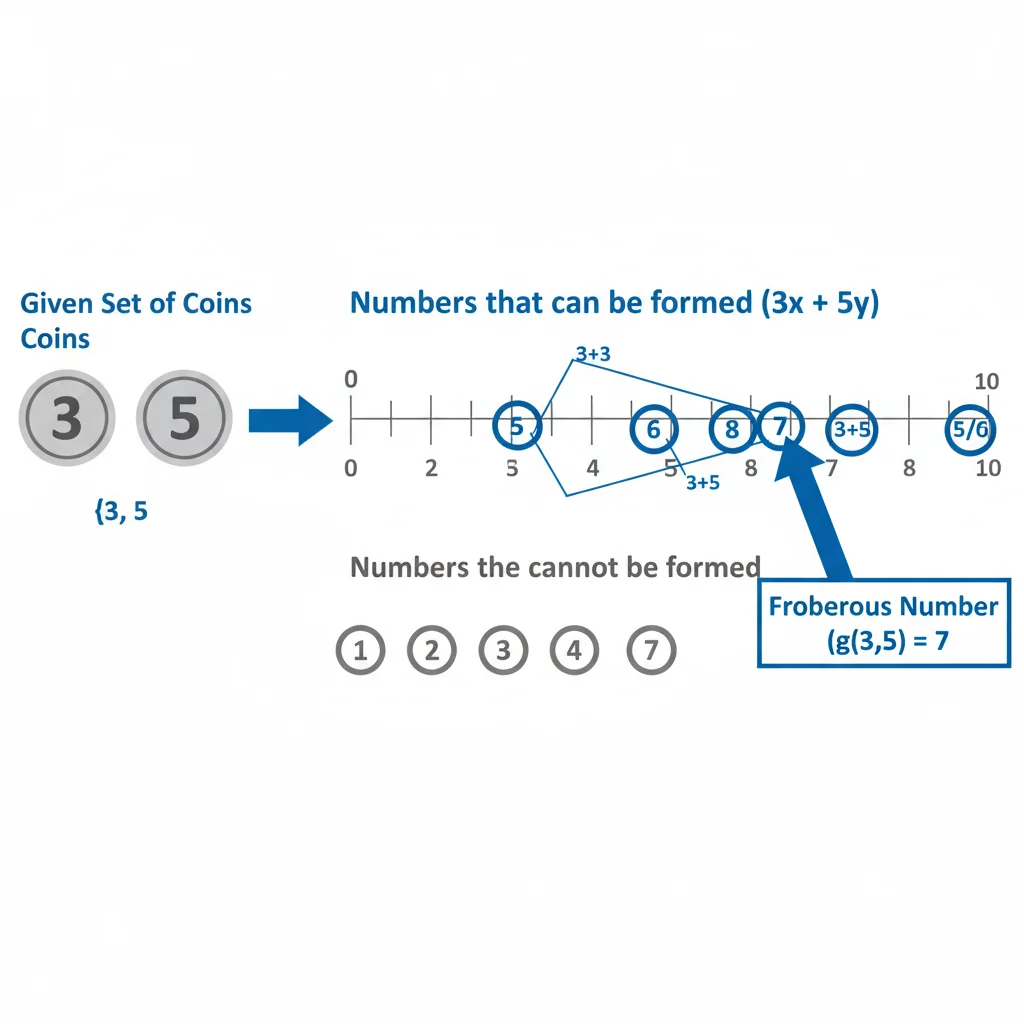 Given Set of Coins
Coins
3 5
{3, 5
Numbers that can be formed (3x + 5y)
3+3
0 10
5 6 8 7 3+5 5/6
0 2 3 4 5 8 7 8 10
3+5
Numbers the cannot be formed
1 2 3 4 7
Froberous Number
(g(3,5) = 7